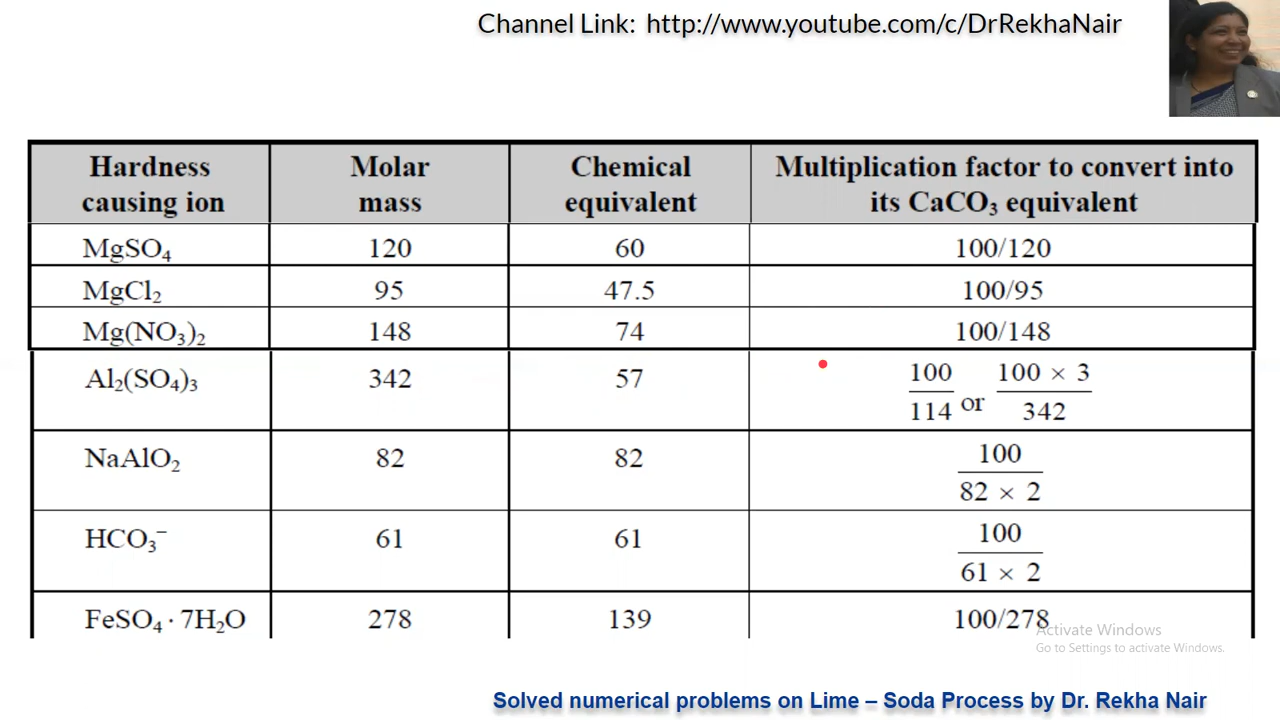 Channel Link: http://www.youtube.com/c/DrRekhaNair
Hardness causing ion | Molar mass | Chemical equivalent | Multiplication factor to convert into its CaCO₃ equivalent
MgSO₄ | 120 | 60 | 100/120
MgCl₂ | 95 | 47.5 | 100/95
Mg(NO₃)₂ | 148 | 74 | 100/148
Al₂(SO₄)₃ | 342 | 57 | 100/114 or 100 × 3/342
NaAlO₂ | 82 | 82 | 100/82 × 2
HCO₃⁻ | 61 | 61 | 100/61 × 2
FeSO₄ · 7H₂O | 278 | 139 | 100/278
Activate Windows
Go to Settings to activate Windows.
Solved numerical problems on Lime – Soda Process by Dr. Rekha Nair